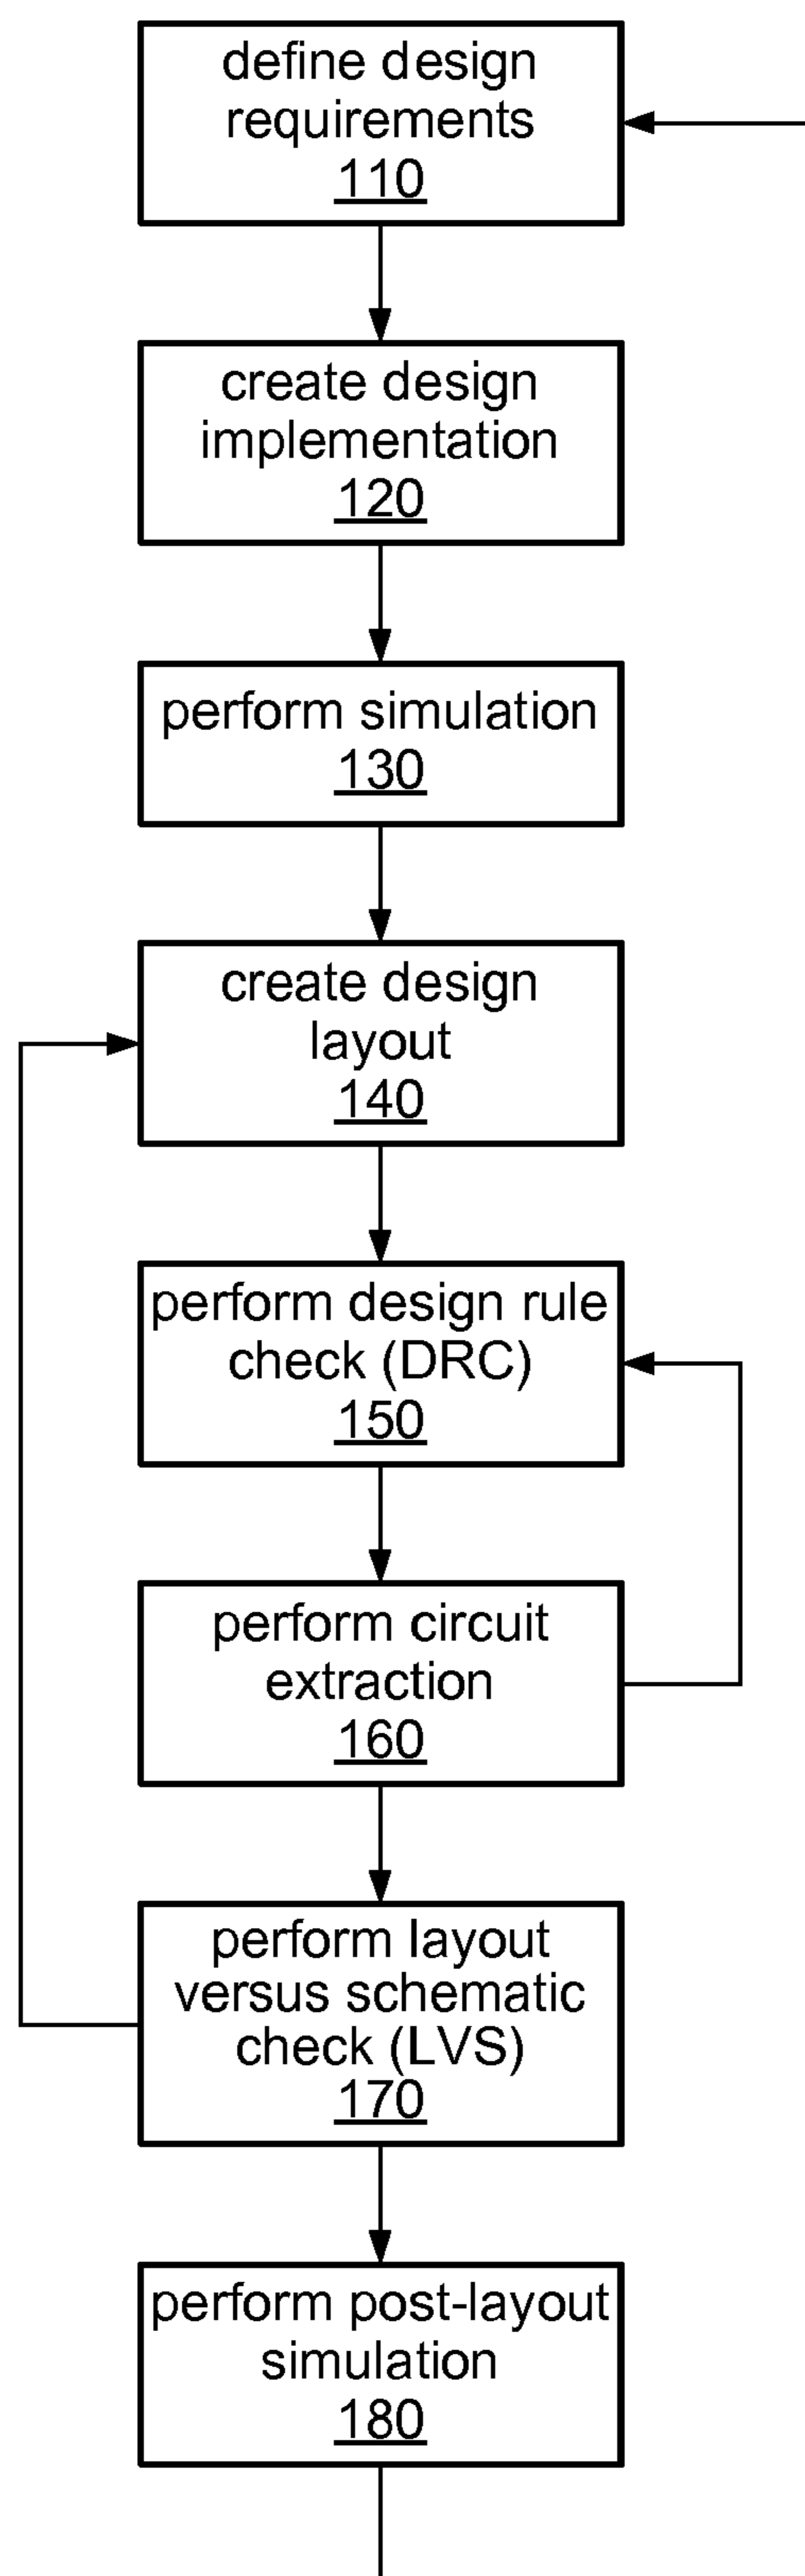 define design
requirements
110
create design
implementation
120
perform simulation
130
create design
layout
140
perform design rule
check (DRC)
150
perform circuit
extraction
160
perform layout
versus schematic
check (LVS)
170
perform post-layout
simulation
180